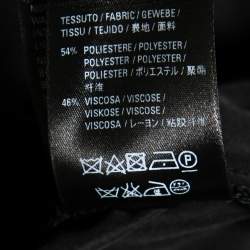 TESSUTO / FABRIC / GEWEBE /
TISSU / TEJIDO / 表地 / 面料
54% POLIESTERE / POLYESTER /
POLYESTER / POLYESTER /
POLIESTER / ポリエステル / 聚酯
纤维
46% VISCOSA / VISCOSE /
VISKOSE / VISCOSE /
VISCOSA / レーヨン / 粘胶纤维
P